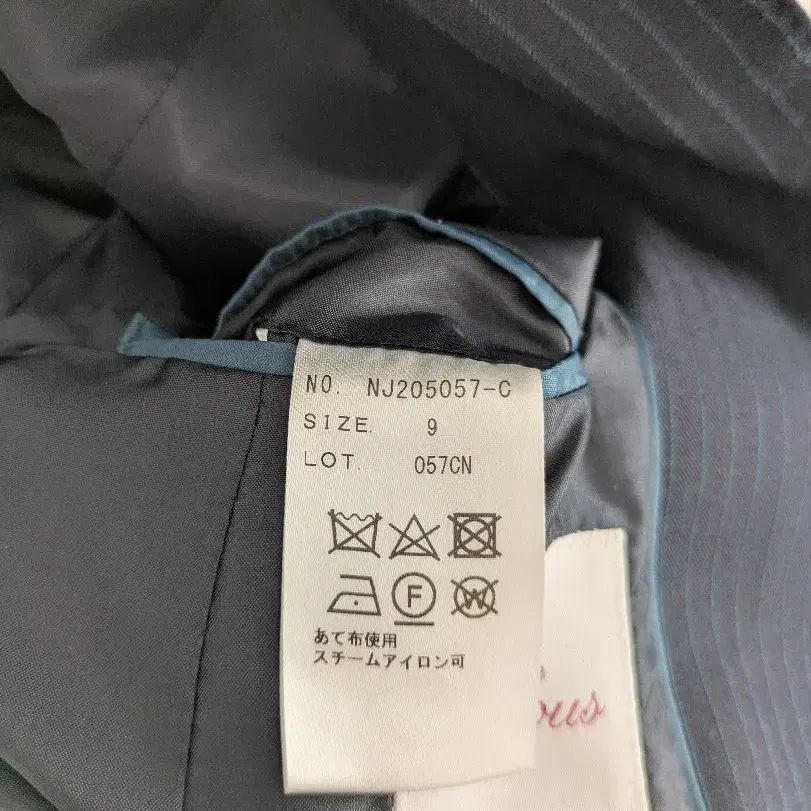 NO. NJ205057-C
SIZE. 9
LOT. 057CN
F W
あて布使用
スチームアイロン可
ous